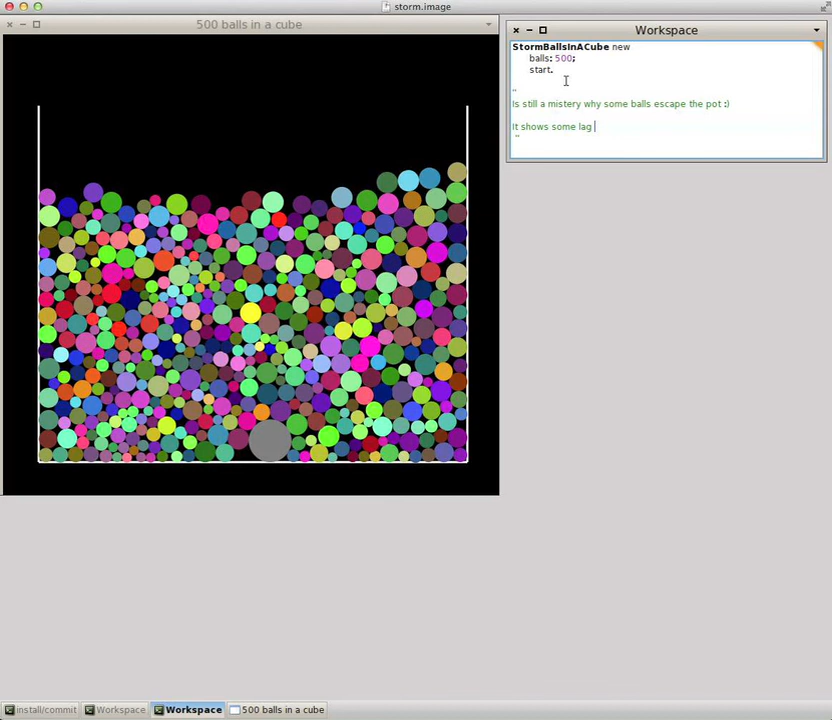 storm.image
500 balls in a cube
Workspace
StormBallsInACube new
balls: 500;
start.
"
Is still a mistery why some balls escape the pot :)
It shows some lag
"
install/commit
Workspace
Workspace
500 balls in a cube